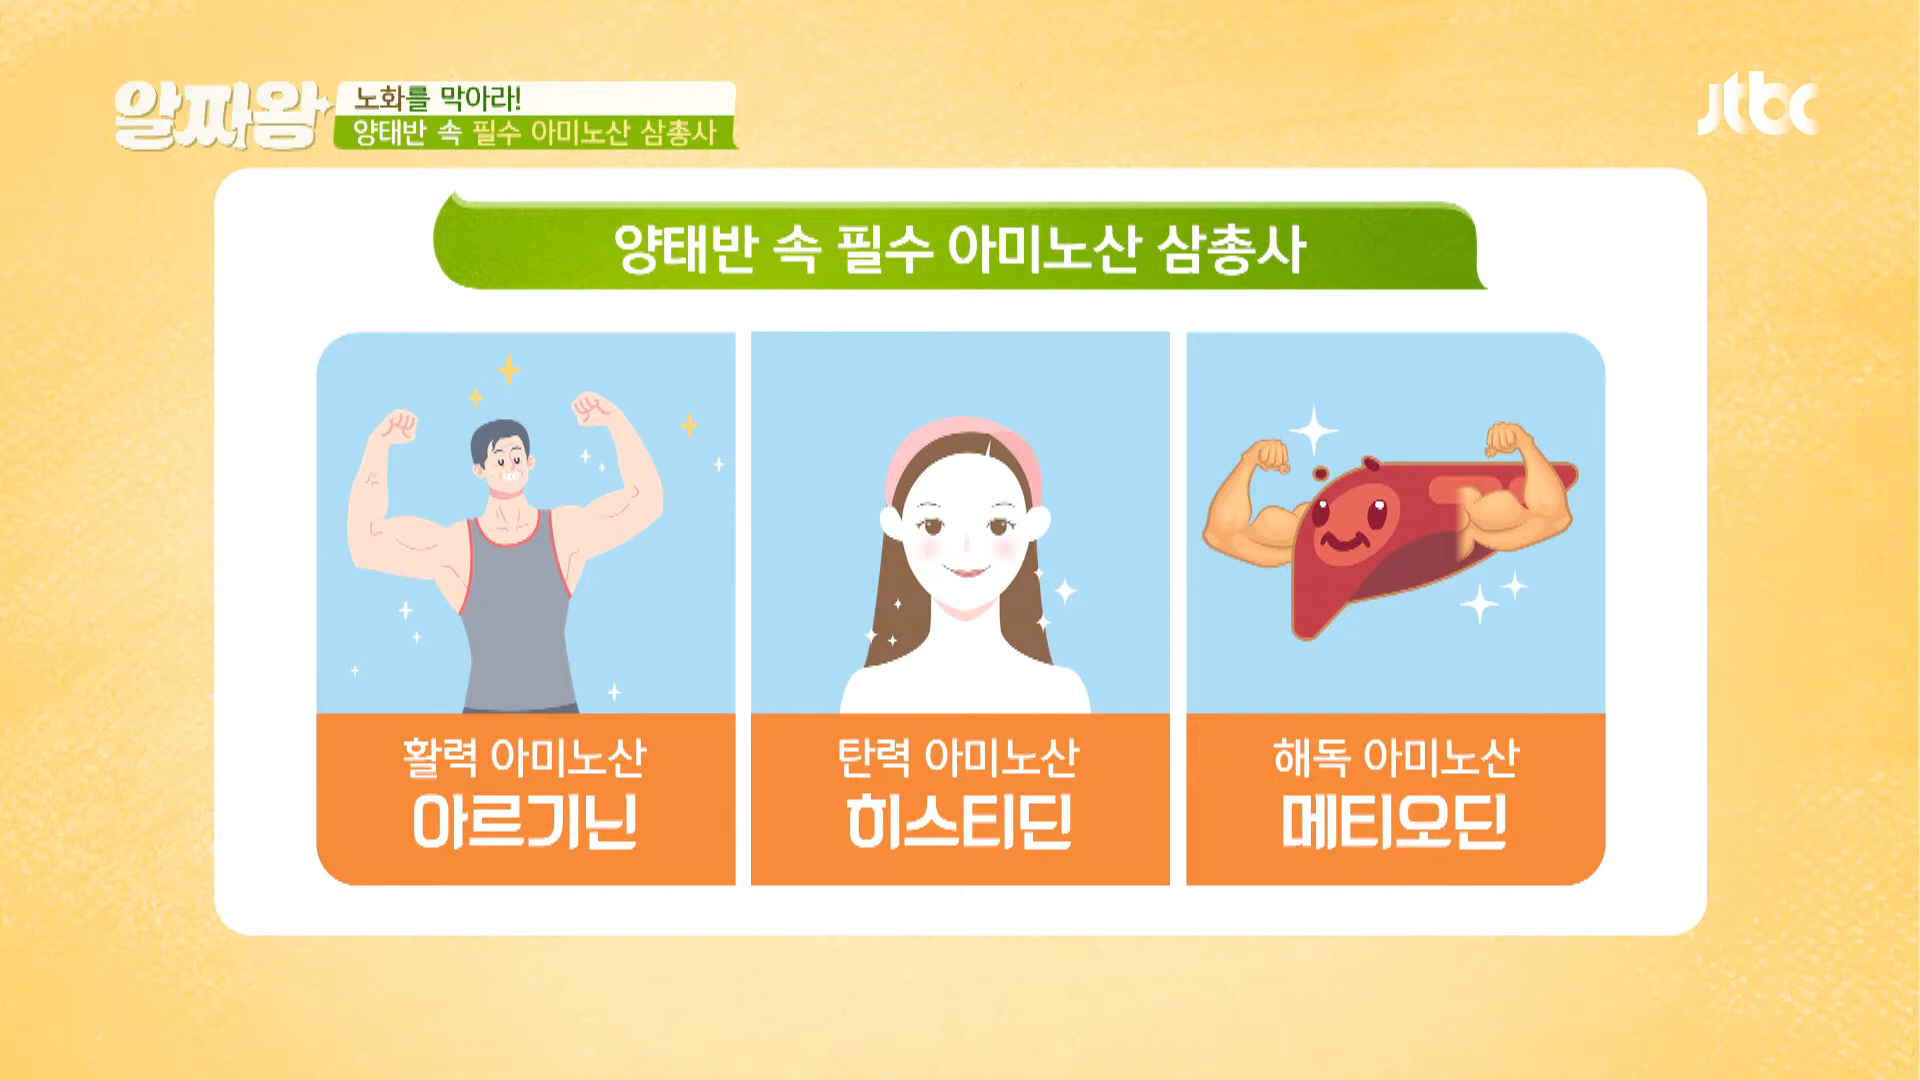 알짜왕
노화를 막아라!
양태반 속 필수 아미노산 삼총사
jtbc
양태반 속 필수 아미노산 삼총사
활력 아미노산
아르기닌
탄력 아미노산
히스티딘
해독 아미노산
메티오딘